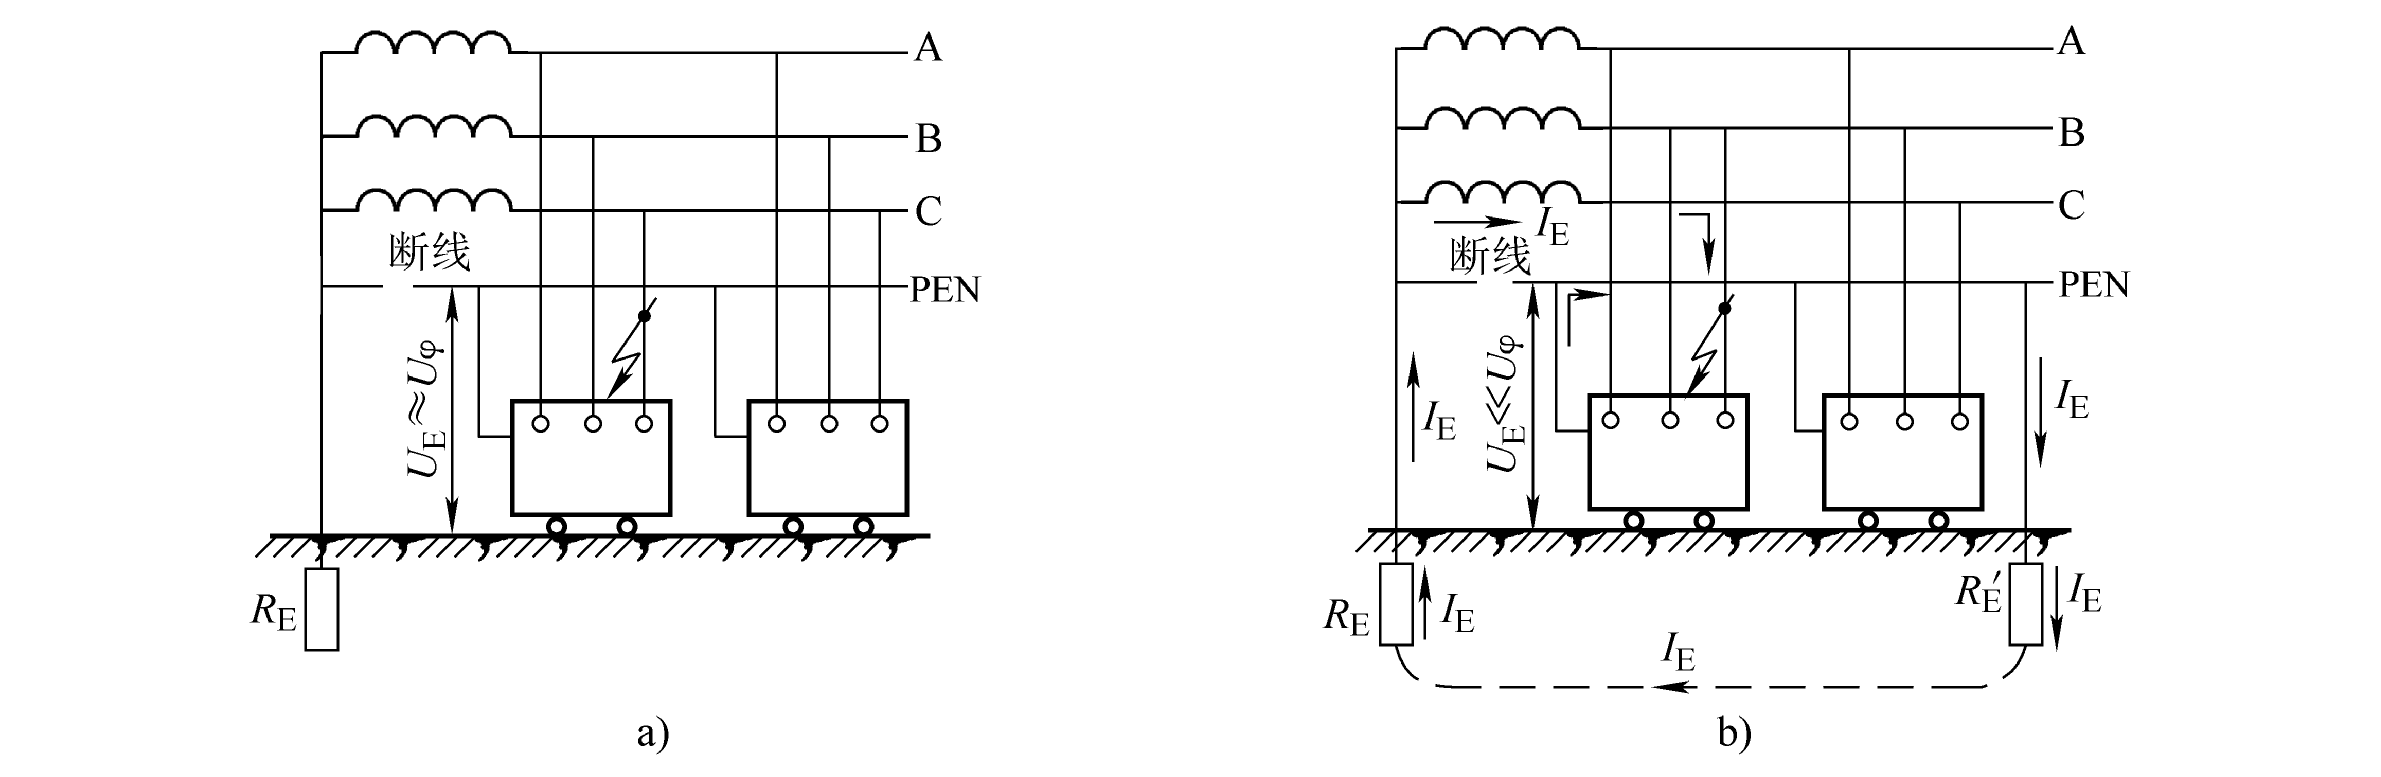 A
B
C
断线
PEN
U_E≈U_φ
R_E
a)
A
B
C
I_E
断线
PEN
U_E≪U_φ
I_E
I_E
R_E
I_E
R_E′
I_E
I_E
b)